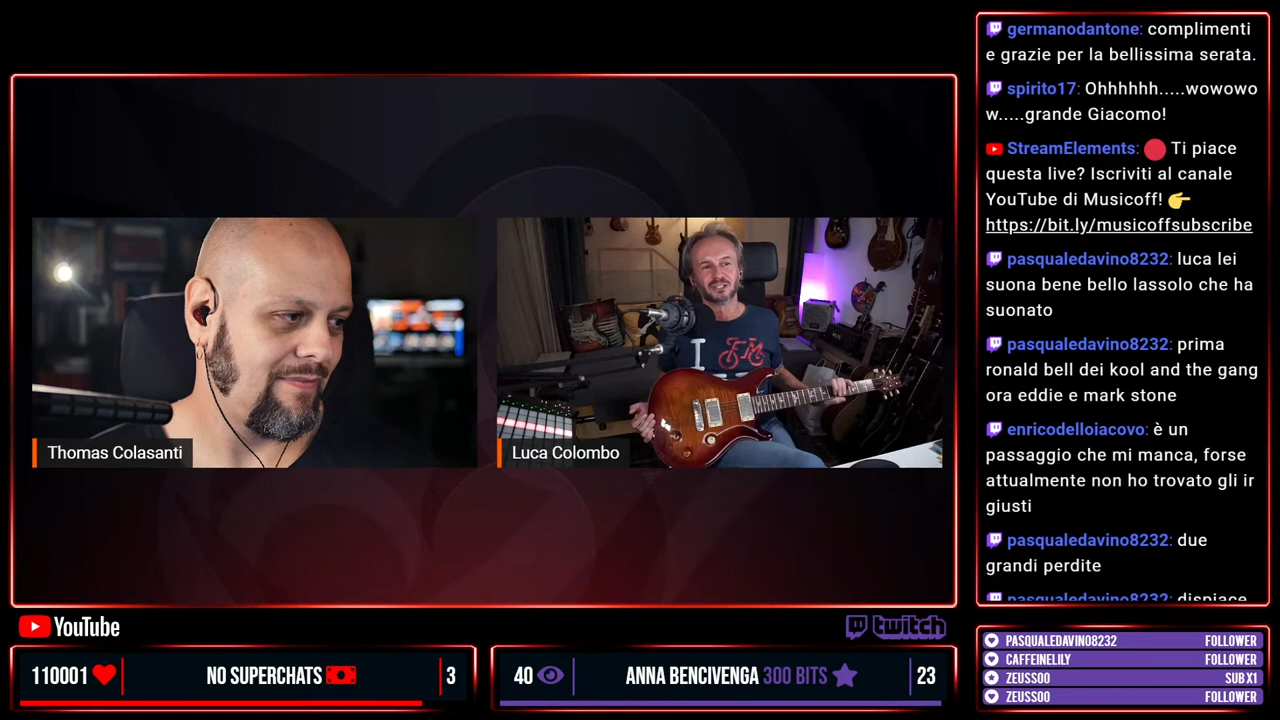 germanodantone: complimenti
e grazie per la bellissima serata.
spirito17: Ohhhhhh.....wowowo
w.....grande Giacomo!
StreamElements: Ti piace
questa live? Iscriviti al canale
YouTube di Musicoff!
https://bit.ly/musicoffsubscribe
pasqualedavino8232: luca lei
suona bene bello lassolo che ha
suonato
pasqualedavino8232: prima
ronald bell dei kool and the gang
ora eddie e mark stone
enricodelloiacovo: è un
passaggio che mi manca, forse
attualmente non ho trovato gli ir
giusti
pasqualedavino8232: due
grandi perdite
pasqualedavino8232: dispiace
Thomas Colasanti
Luca Colombo
I
YouTube
twitch
110001
NO SUPERCHATS
3
40
ANNA BENCIVENGA 300 BITS
23
PASQUALEDAVINO8232 FOLLOWER
CAFFEINELILY FOLLOWER
ZEUSSOO SUB X1
ZEUSSOO FOLLOWER